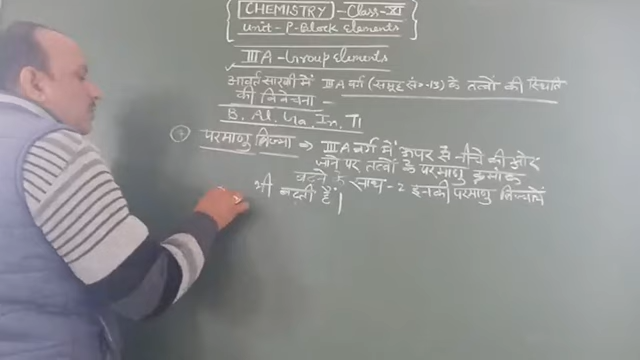 CHEMISTRY - Class-XI
Unit - P-Block Elements
IIIA - Group Elements
आवर्त सारणी में IIIA वर्ग (समूह सं०-13) के तत्वों की स्थिति
की विवेचना -
B, Al, Ga, In, Tl
परमाणु त्रिज्या ⇒ IIIA वर्ग में ऊपर से नीचे की ओर
जाने पर तत्वों के परमाणु क्रमांक
बढ़ने के साथ-2 इनकी परमाणु त्रिज्यायें
भी बढ़ती हैं।